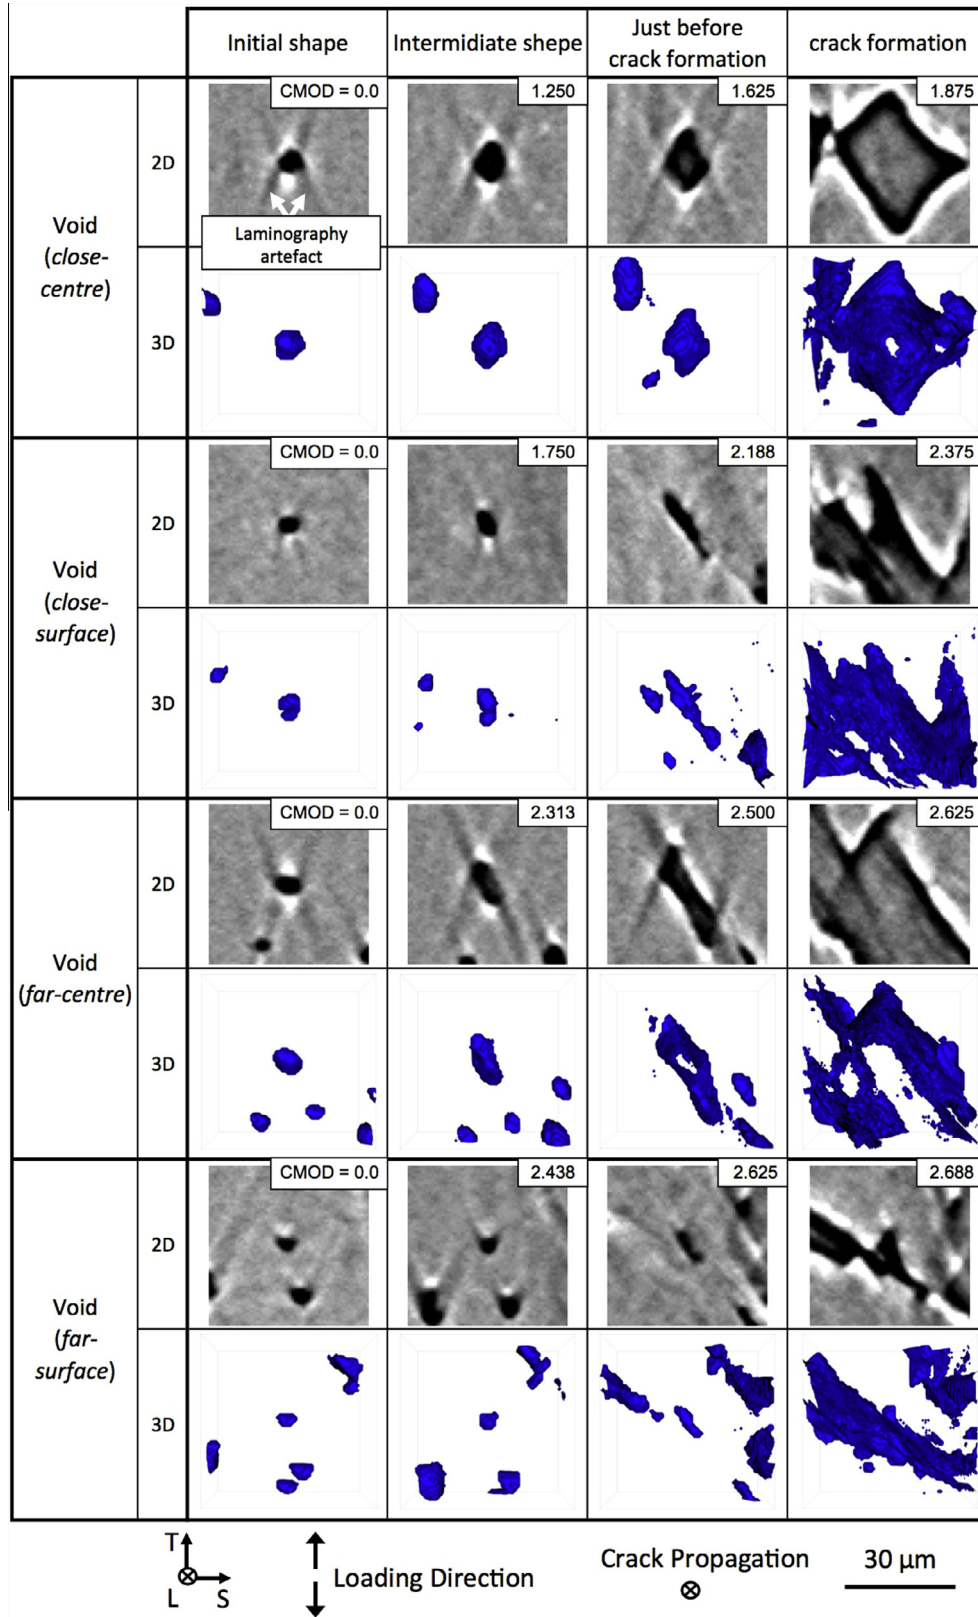 Initial shape
Intermidiate shepe
Just before
crack formation
crack formation
Void
(close-
centre)
2D
CMOD = 0.0
1.250
1.625
1.875
Laminography
artefact
3D
Void
(close-
surface)
2D
CMOD = 0.0
1.750
2.188
2.375
3D
Void
(far-centre)
2D
CMOD = 0.0
2.313
2.500
2.625
3D
Void
(far-
surface)
2D
CMOD = 0.0
2.438
2.625
2.688
3D
T
L
S
Loading Direction
Crack Propagation
30 µm